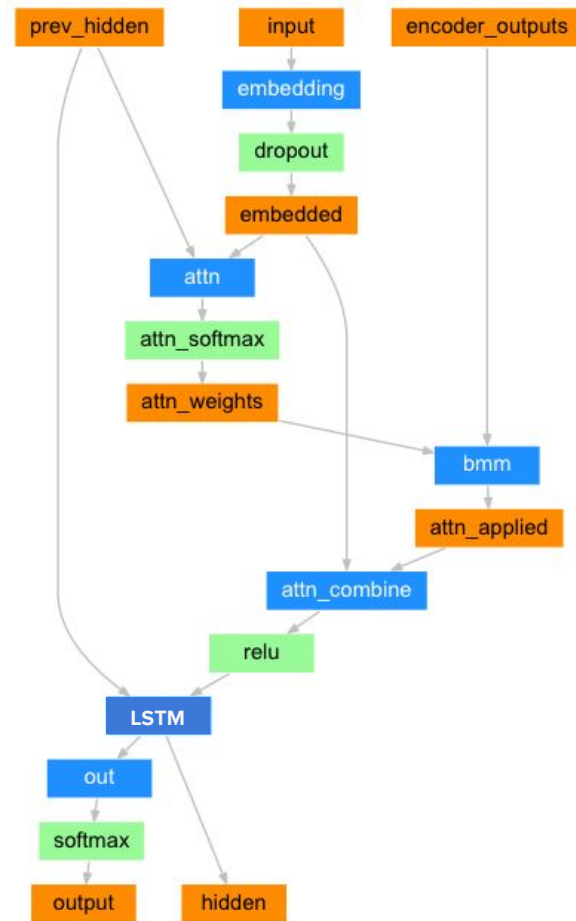 prev_hidden
input
encoder_outputs
embedding
dropout
embedded
attn
attn_softmax
attn_weights
bmm
attn_applied
attn_combine
relu
LSTM
out
softmax
output
hidden